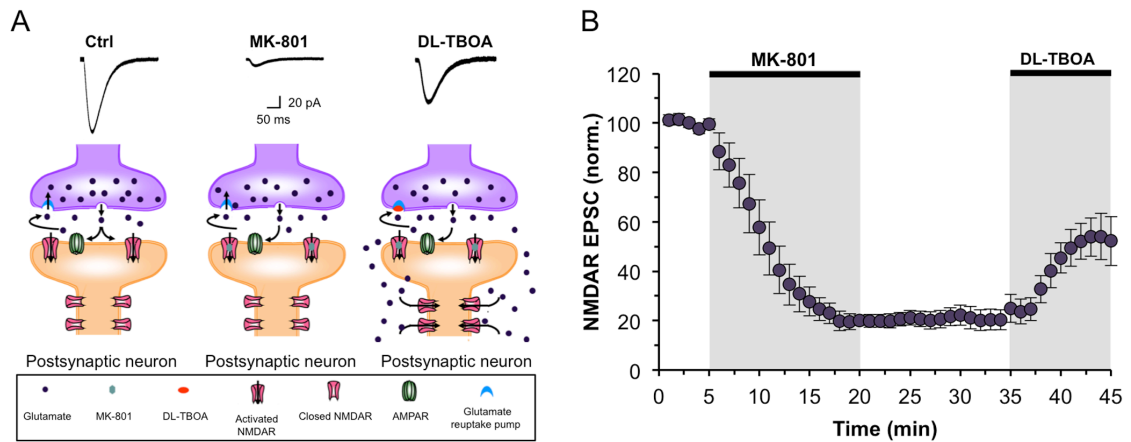 A
Ctrl
MK-801
DL-TBOA
20 pA
50 ms
Postsynaptic neuron
Postsynaptic neuron
Postsynaptic neuron
Glutamate
MK-801
DL-TBOA
Activated
NMDAR
Closed NMDAR
AMPAR
Glutamate
reuptake pump
B
MK-801
DL-TBOA
NMDAR EPSC (norm.)
120
100
80
60
40
20
0
0 5 10 15 20 25 30 35 40 45
Time (min)